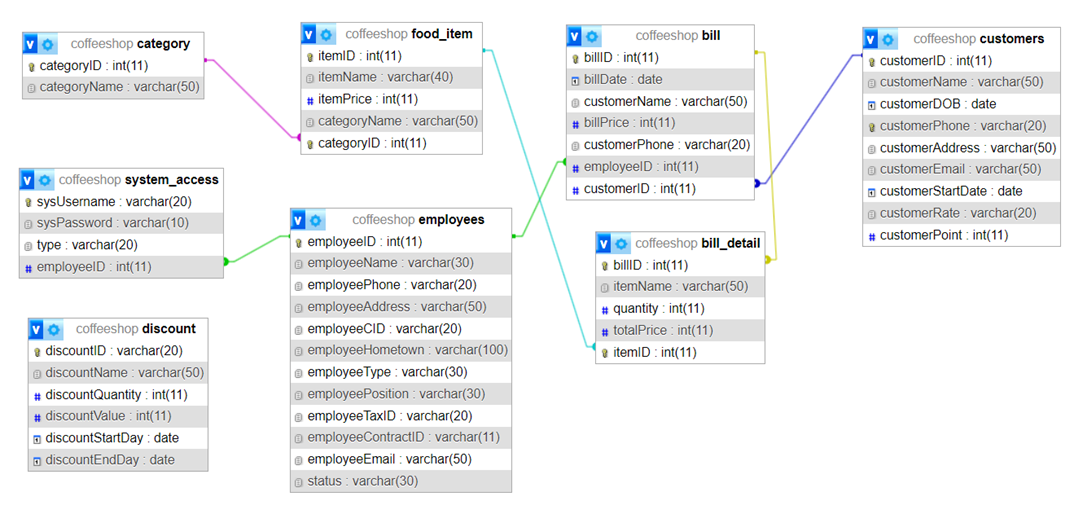 coffeeshop category
categoryID : int(11)
categoryName : varchar(50)
coffeeshop food_item
itemID : int(11)
itemName : varchar(40)
itemPrice : int(11)
categoryName : varchar(50)
categoryID : int(11)
coffeeshop bill
billID : int(11)
billDate : date
customerName : varchar(50)
billPrice : int(11)
customerPhone : varchar(20)
employeeID : int(11)
customerID : int(11)
coffeeshop customers
customerID : int(11)
customerName : varchar(50)
customerDOB : date
customerPhone : varchar(20)
customerAddress : varchar(50)
customerEmail : varchar(50)
customerStartDate : date
customerRate : varchar(20)
customerPoint : int(11)
coffeeshop system_access
sysUsername : varchar(20)
sysPassword : varchar(10)
type : varchar(20)
employeeID : int(11)
coffeeshop employees
employeeID : int(11)
employeeName : varchar(30)
employeePhone : varchar(20)
employeeAddress : varchar(50)
employeeCID : varchar(20)
employeeHometown : varchar(100)
employeeType : varchar(30)
employeePosition : varchar(30)
employeeTaxID : varchar(20)
employeeContractID : varchar(11)
employeeEmail : varchar(50)
status : varchar(30)
coffeeshop bill_detail
billID : int(11)
itemName : varchar(50)
quantity : int(11)
totalPrice : int(11)
itemID : int(11)
coffeeshop discount
discountID : varchar(20)
discountName : varchar(50)
discountQuantity : int(11)
discountValue : int(11)
discountStartDay : date
discountEndDay : date